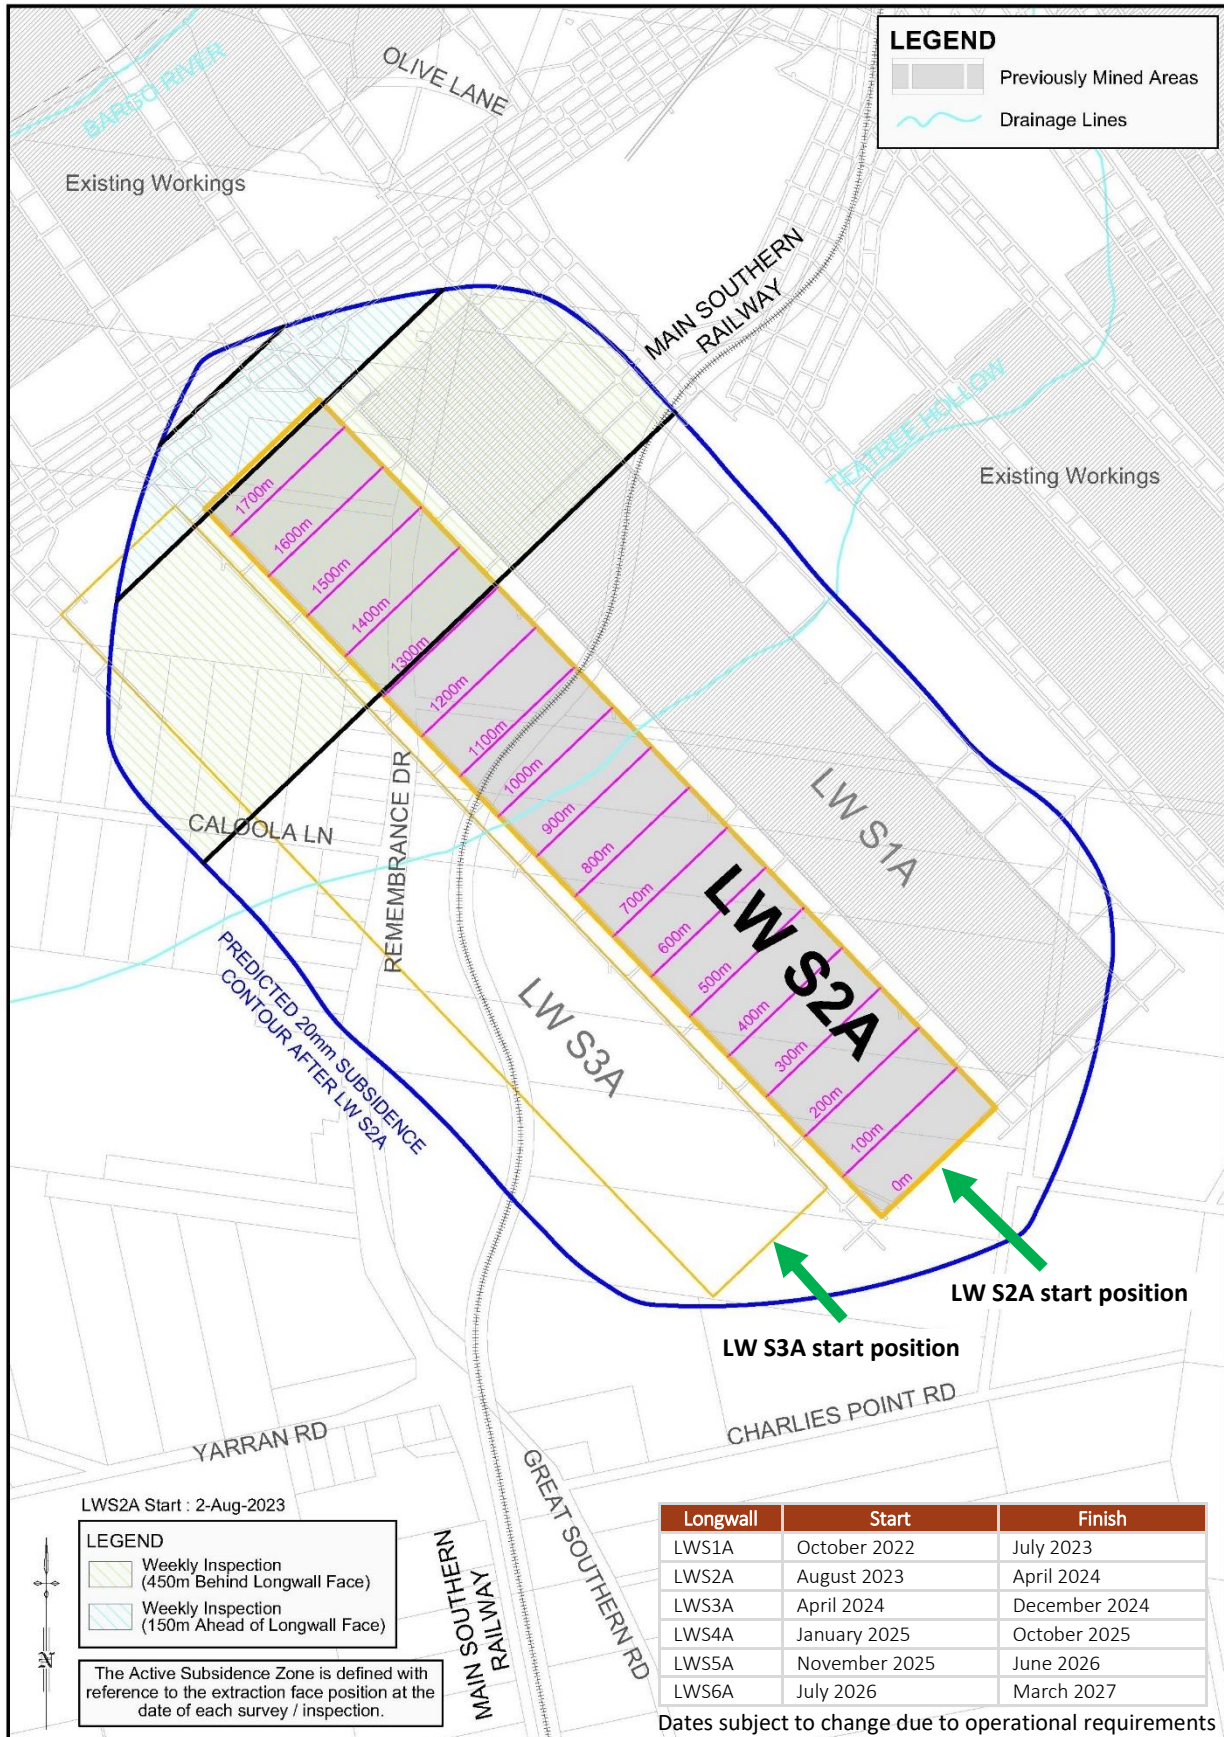 LEGEND
Previously Mined Areas
Drainage Lines
BARGO RIVER
OLIVE LANE
Existing Workings
MAIN SOUTHERN
RAILWAY
TEATREE HOLLOW
Existing Workings
1700m
1600m
1500m
1400m
1300m
1200m
1100m
1000m
900m
800m
700m
600m
500m
400m
300m
200m
100m
0m
LW S1A
LW S2A
LW S3A
CALOOLA LN
REMEMBRANCE DR
PREDICTED 20mm SUBSIDENCE
CONTOUR AFTER LW S2A
LW S2A start position
LW S3A start position
CHARLIES POINT RD
YARRAN RD
GREAT SOUTHERN RD
MAIN SOUTHERN
RAILWAY
LWS2A Start : 2-Aug-2023
LEGEND
Weekly Inspection
(450m Behind Longwall Face)
Weekly Inspection
(150m Ahead of Longwall Face)
N
The Active Subsidence Zone is defined with
reference to the extraction face position at the
date of each survey / inspection.
Longwall Start Finish
LWS1A October 2022 July 2023
LWS2A August 2023 April 2024
LWS3A April 2024 December 2024
LWS4A January 2025 October 2025
LWS5A November 2025 June 2026
LWS6A July 2026 March 2027
Dates subject to change due to operational requirements